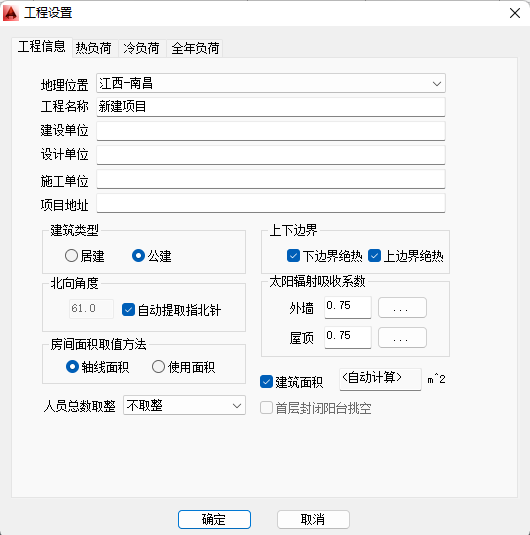 工程设置
工程信息 热负荷 冷负荷 全年负荷
地理位置 江西-南昌
工程名称 新建项目
建设单位
设计单位
施工单位
项目地址
建筑类型
居建 公建
北向角度
61.0 自动提取指北针
房间面积取值方法
轴线面积 使用面积
人员总数取整 不取整
上下边界
下边界绝热 上边界绝热
太阳辐射吸收系数
外墙 0.75 ...
屋顶 0.75 ...
建筑面积 <自动计算> m^2
首层封闭阳台挑空
确定 取消